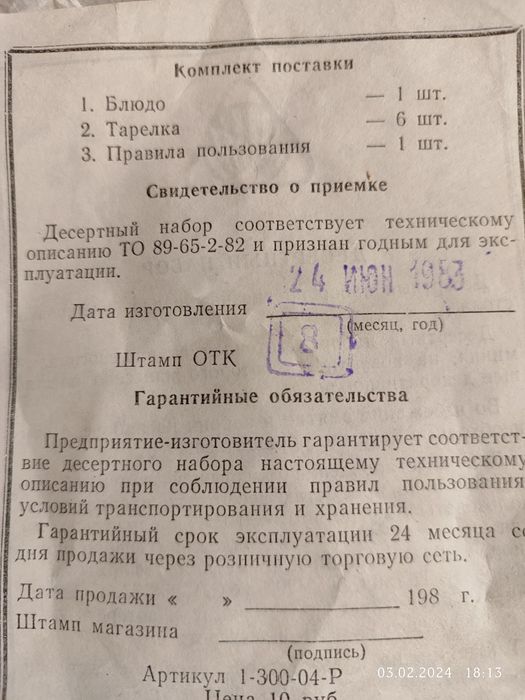 Комплект поставки
1. Блюдо — 1 шт.
2. Тарелка — 6 шт.
3. Правила пользования — 1 шт.
Свидетельство о приемке
Десертный набор соответствует техническому
описанию ТО 89-65-2-82 и признан годным для экс-
плуатации.
24 ИЮН 1983
Дата изготовления
(месяц, год)
8
Штамп ОТК
Гарантийные обязательства
Предприятие-изготовитель гарантирует соответст-
вие десертного набора настоящему техническому
описанию при соблюдении правил пользования
условий транспортирования и хранения.
Гарантийный срок эксплуатации 24 месяца со
дня продажи через розничную торговую сеть.
Дата продажи « » 198 г.
Штамп магазина
(подпись)
Артикул 1-300-04-Р
03.02.2024 18:13
Цена 10 руб.